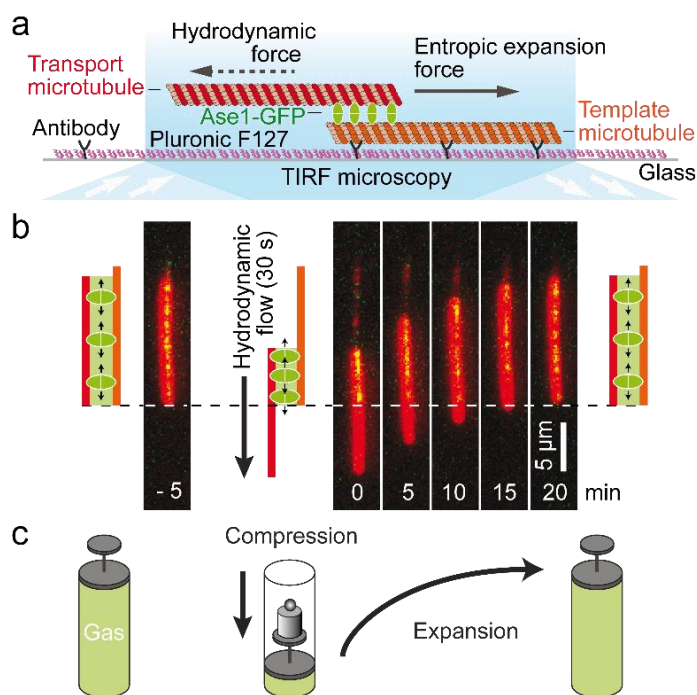 a
Hydrodynamic
force
Entropic expansion
force
Transport
microtubule
Ase1-GFP
Template
microtubule
Antibody
Pluronic F127
Glass
TIRF microscopy
b
Hydrodynamic
flow (30 s)
5 µm
- 5
0
5
10
15
20
min
c
Compression
Gas
Expansion